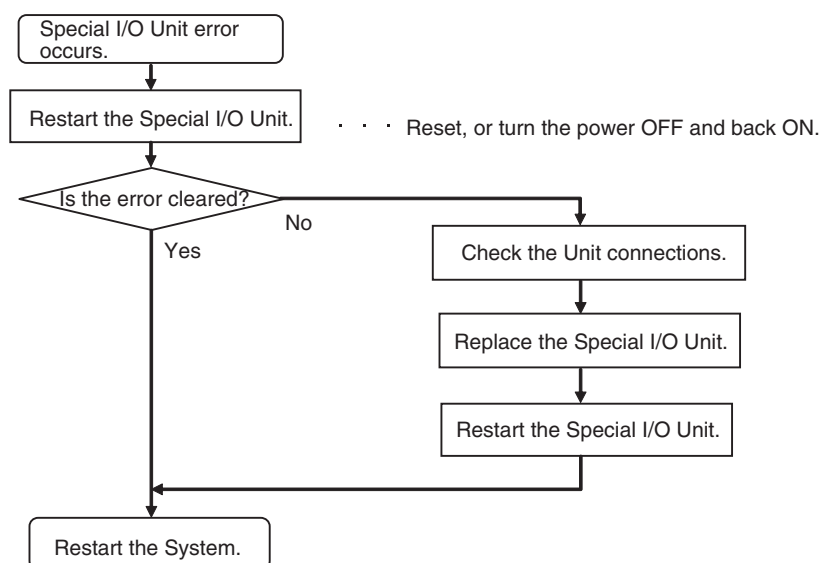 Special I/O Unit error
occurs.
Restart the Special I/O Unit.
· · · Reset, or turn the power OFF and back ON.
Is the error cleared?
No
Yes
Check the Unit connections.
Replace the Special I/O Unit.
Restart the Special I/O Unit.
Restart the System.